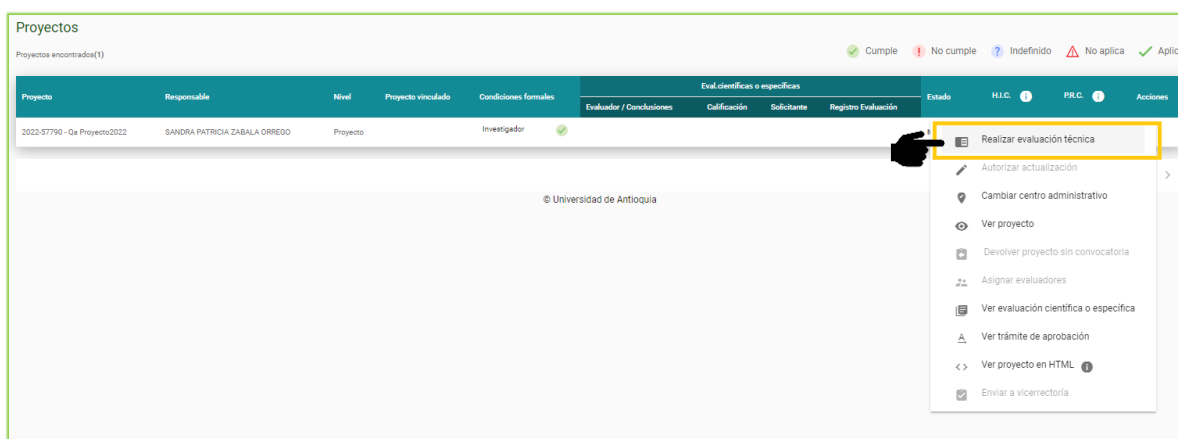 Proyectos
Proyectos encontrados(1)
Cumple No cumple Indefinido No aplica Aplic
Proyecto Responsable Nivel Proyecto vinculado Condiciones formales Eval.científicas o específicas Estado H.I.C. P.R.C. Acciones
Evaluador / Conclusiones Calificación Solicitante Registro Evaluación
2022-57790 - Qa Proyecto2022 SANDRA PATRICIA ZABALA ORREGO Proyecto Investigador
Realizar evaluación técnica
Autorizar actualización
Cambiar centro administrativo
Ver proyecto
Devolver proyecto sin convocatoria
Asignar evaluadores
Ver evaluación científica o específica
Ver trámite de aprobación
Ver proyecto en HTML
Enviar a vicerrectoría
© Universidad de Antioquia